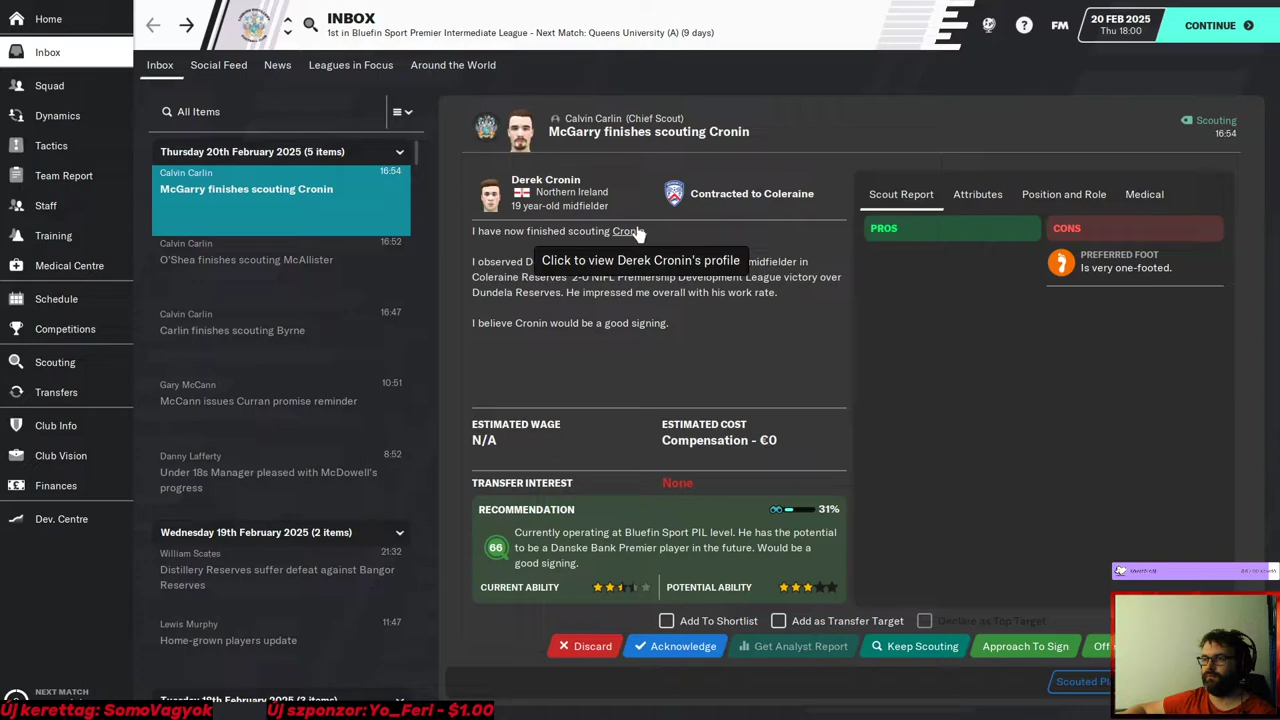 Home
Inbox
Squad
Dynamics
Tactics
Team Report
Staff
Training
Medical Centre
Schedule
Competitions
Scouting
Transfers
Club Info
Club Vision
Finances
Dev. Centre
NEXT MATCH
INBOX
1st in Bluefin Sport Premier Intermediate League - Next Match: Queens University (A) (9 days)
FM
20 FEB 2025
Thu 18:00
CONTINUE
Inbox
Social Feed
News
Leagues in Focus
Around the World
All Items
Thursday 20th February 2025 (5 items)
Calvin Carlin
16:54
McGarry finishes scouting Cronin
Calvin Carlin
16:52
O'Shea finishes scouting McAllister
Calvin Carlin
16:47
Carlin finishes scouting Byrne
Gary McCann
10:51
McCann issues Curran promise reminder
Danny Lafferty
8:52
Under 18s Manager pleased with McDowell's
progress
Wednesday 19th February 2025 (2 items)
William Scates
21:32
Distillery Reserves suffer defeat against Bangor
Reserves
Lewis Murphy
11:47
Home-grown players update
Tuesday 18th February 2025 (3 items)
Calvin Carlin (Chief Scout)
McGarry finishes scouting Cronin
Scouting
16:54
Derek Cronin
Northern Ireland
19 year-old midfielder
Contracted to Coleraine
I have now finished scouting
Click to view Derek Cronin's profile
I observed D midfielder in
Coleraine Reserves' 2-0 NIFL Premiership Development League victory over
Dundela Reserves. He impressed me overall with his work rate.
I believe Cronin would be a good signing.
ESTIMATED WAGE
N/A
ESTIMATED COST
Compensation - €0
TRANSFER INTEREST
None
RECOMMENDATION
31%
66
Currently operating at Bluefin Sport PIL level. He has the potential
to be a Danske Bank Premier player in the future. Would be a
good signing.
CURRENT ABILITY
POTENTIAL ABILITY
Scout Report
Attributes
Position and Role
Medical
PROS
CONS
PREFERRED FOOT
Is very one-footed.
Add To Shortlist
Add as Transfer Target
Declare as Top Target
Discard
Acknowledge
Get Analyst Report
Keep Scouting
Approach To Sign
Off
Scouted Pl
Új kerettag: SomoVagyok
Új szponzor: Yo_Feri - $1.00